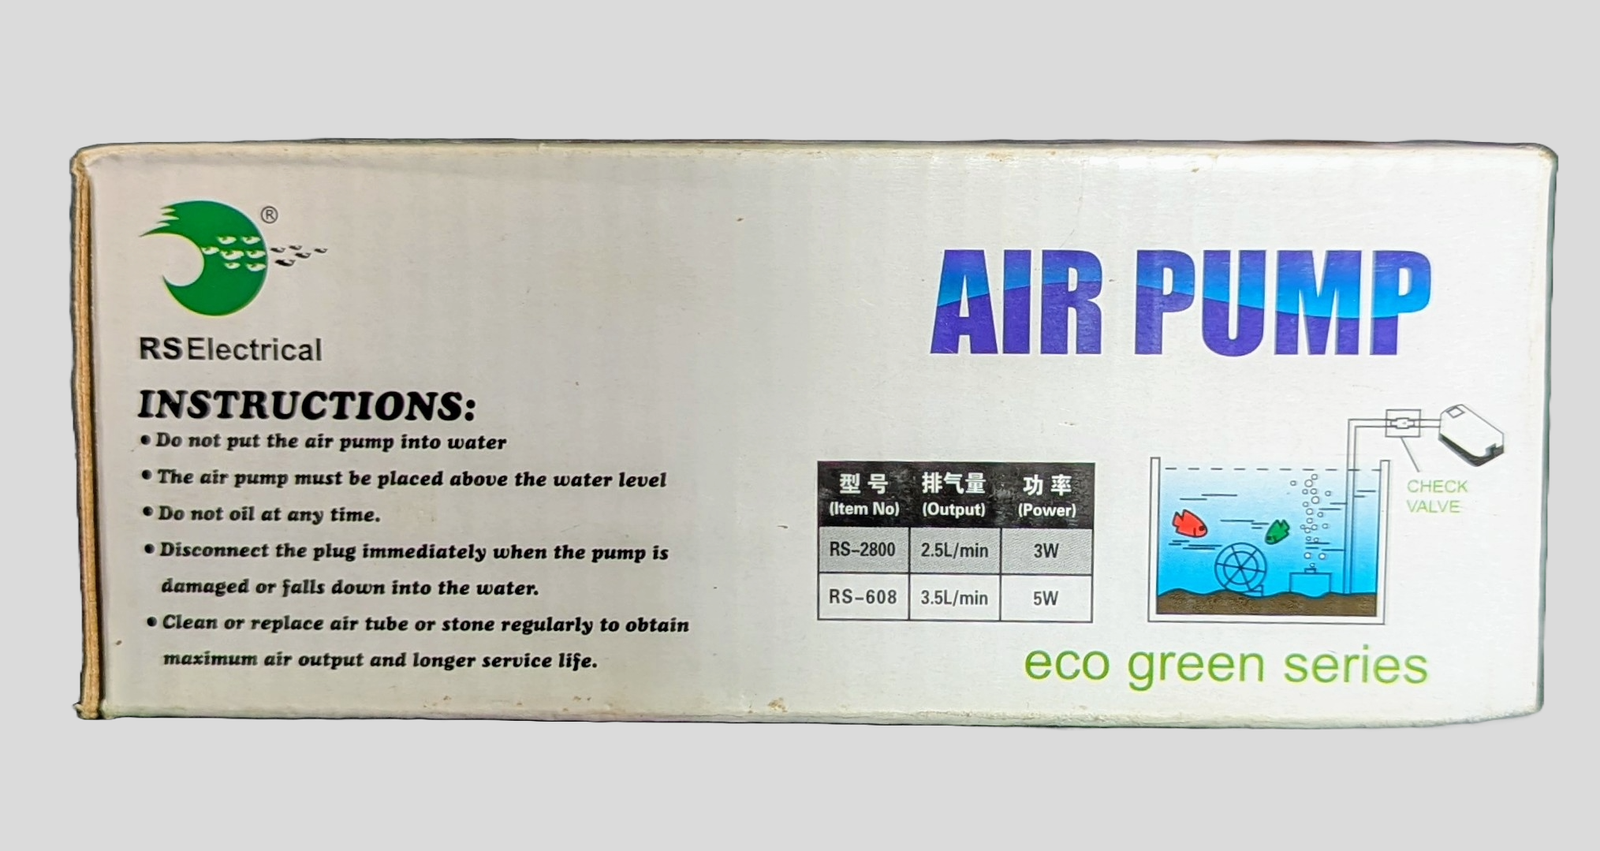 ®
RS Electrical
INSTRUCTIONS:
• Do not put the air pump into water
• The air pump must be placed above the water level
• Do not oil at any time.
• Disconnect the plug immediately when the pump is
damaged or falls down into the water.
• Clean or replace air tube or stone regularly to obtain
maximum air output and longer service life.
AIR PUMP
型号 排气量 功率
(Item No) (Output) (Power)
RS-2800 2.5L/min 3W
RS-608 3.5L/min 5W
CHECK
VALVE
eco green series